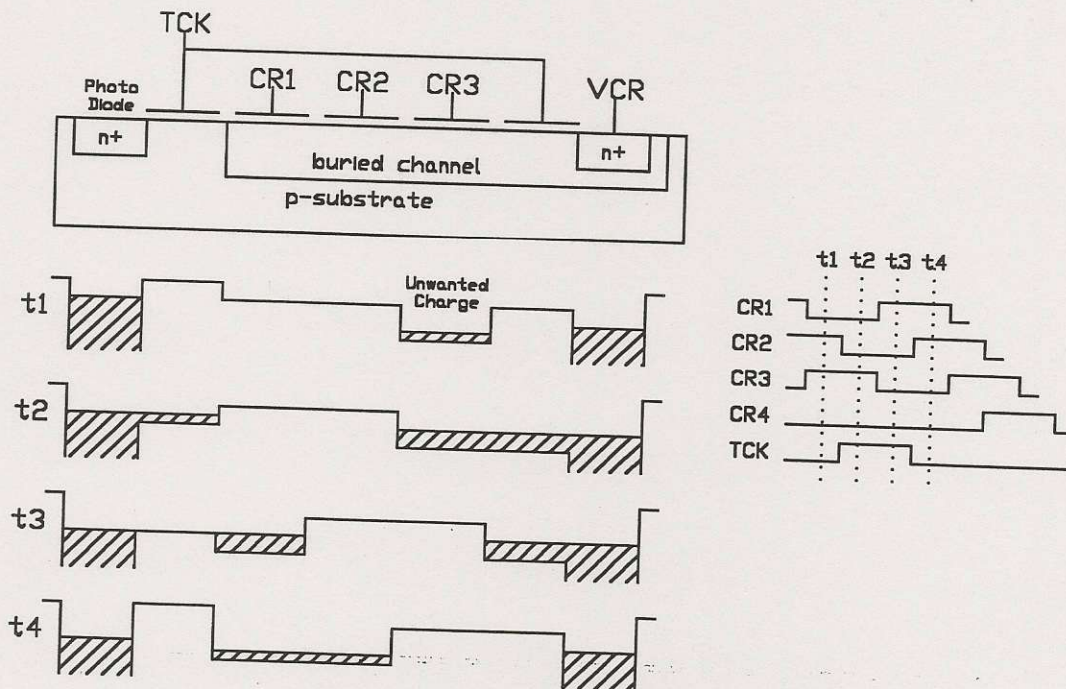 TCK
CR1 CR2 CR3 VCR
Photo
Diode
n+ n+
buried channel
p-substrate
t1
Unwanted
Charge
t2
t3
t4
t1 t2 t3 t4
CR1
CR2
CR3
CR4
TCK